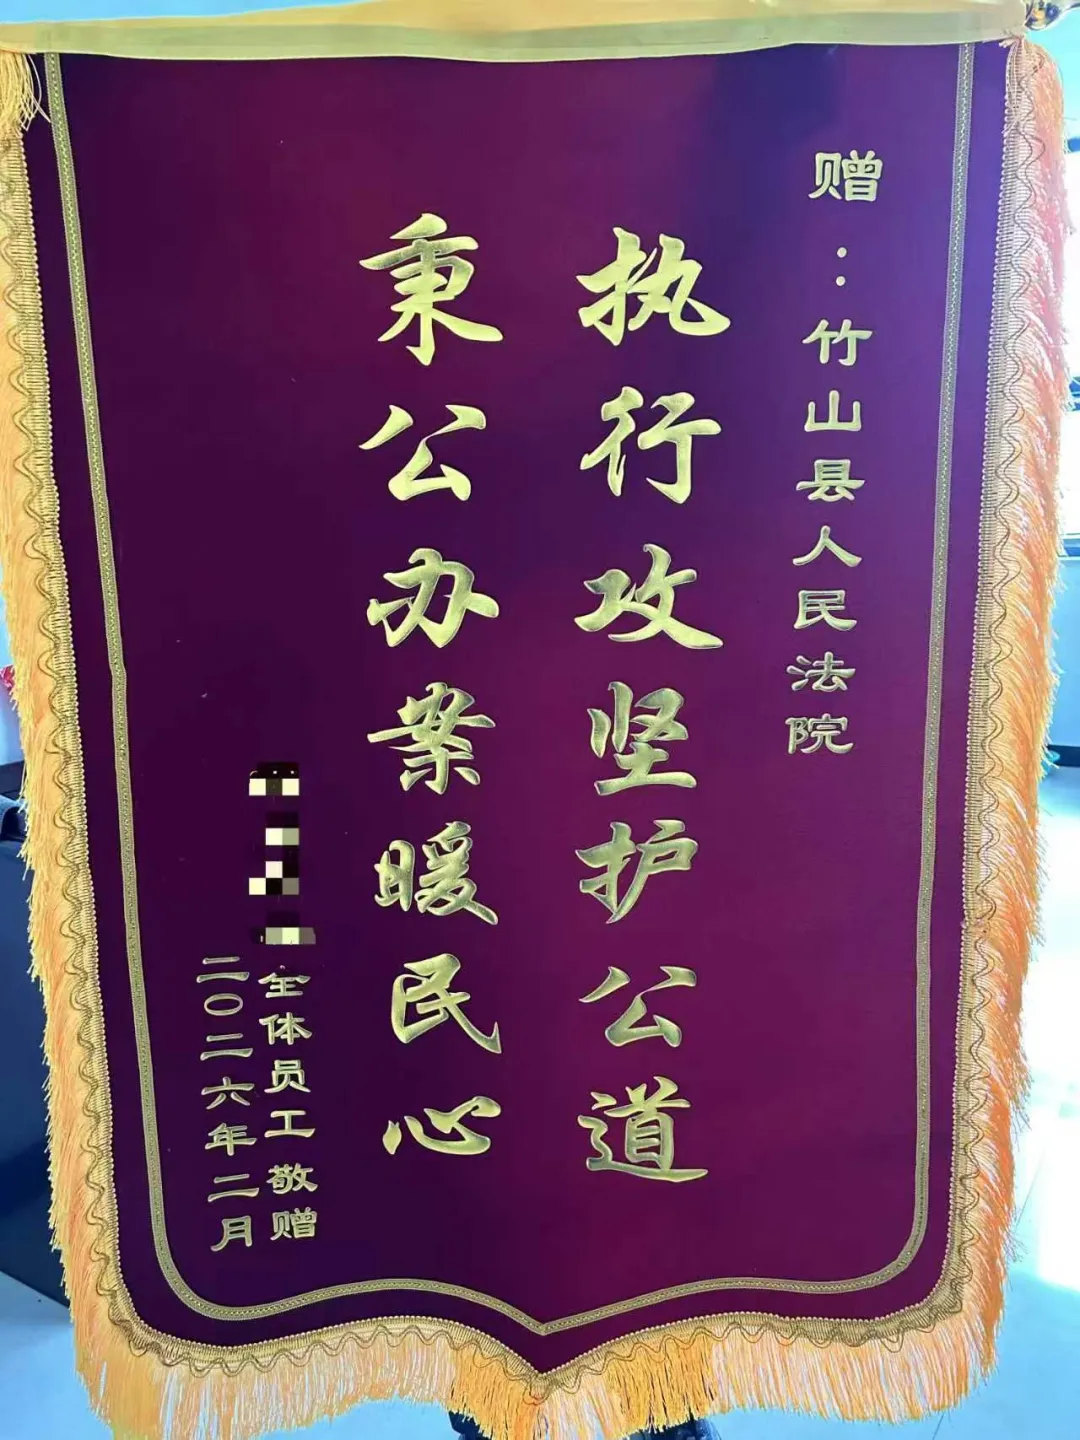 赠：竹山县人民法院
执行攻坚护公道
秉公办案暖民心
全体员工敬赠
二〇二六年二月